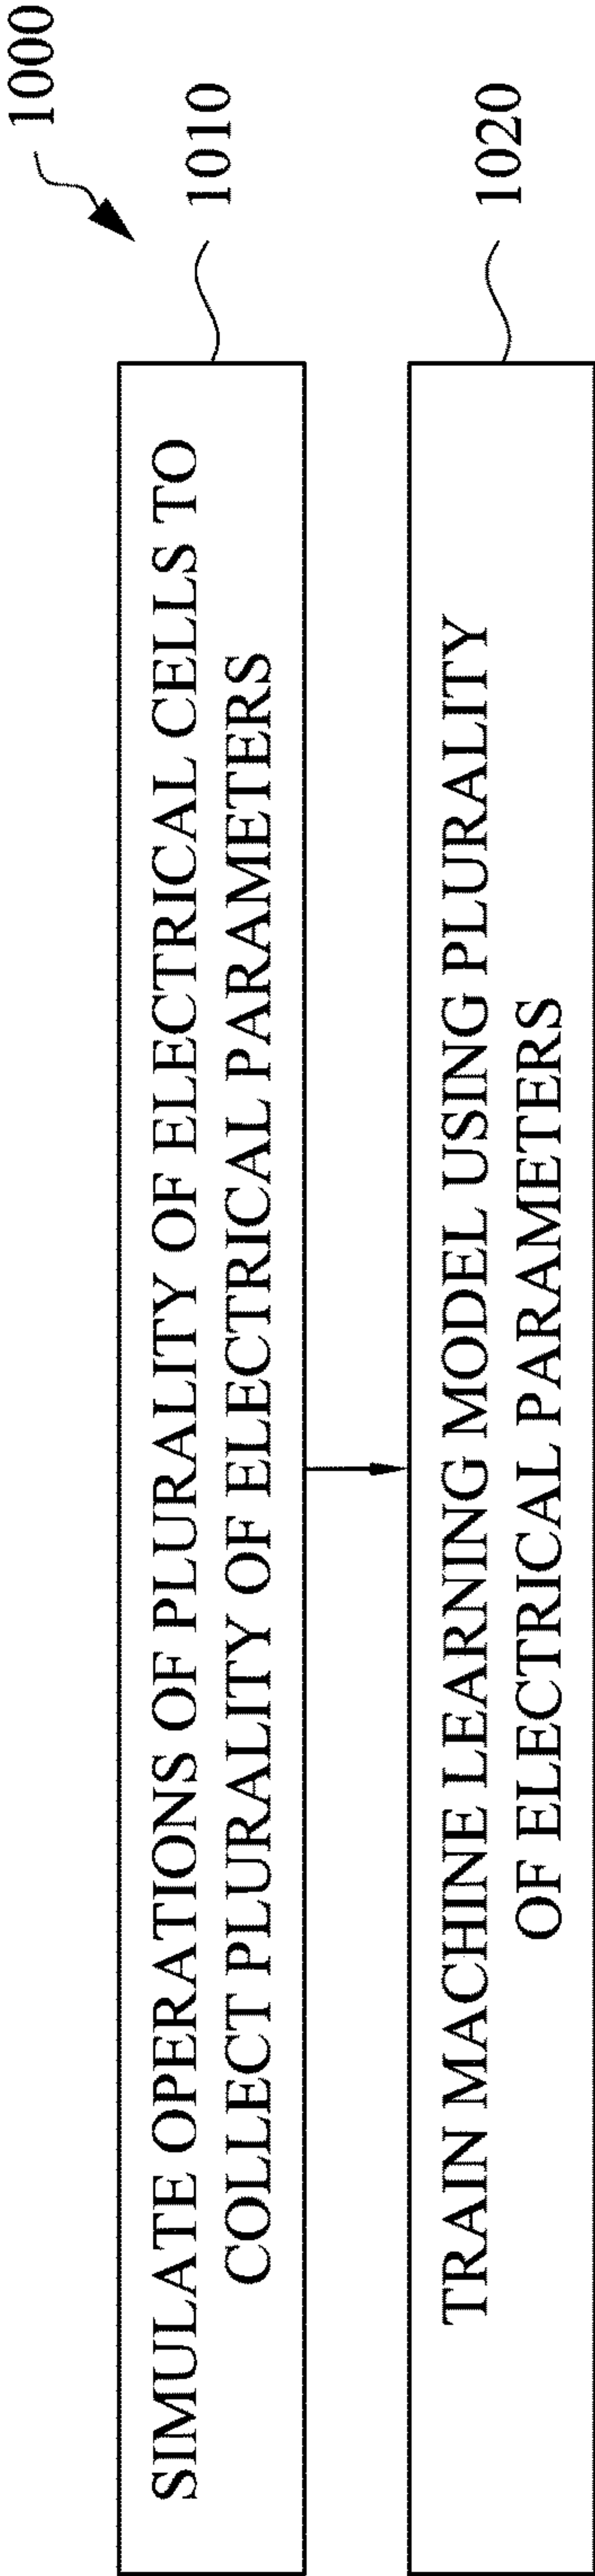 1000
SIMULATE OPERATIONS OF PLURALITY OF ELECTRICAL CELLS TO
COLLECT PLURALITY OF ELECTRICAL PARAMETERS
1010
TRAIN MACHINE LEARNING MODEL USING PLURALITY
OF ELECTRICAL PARAMETERS
1020